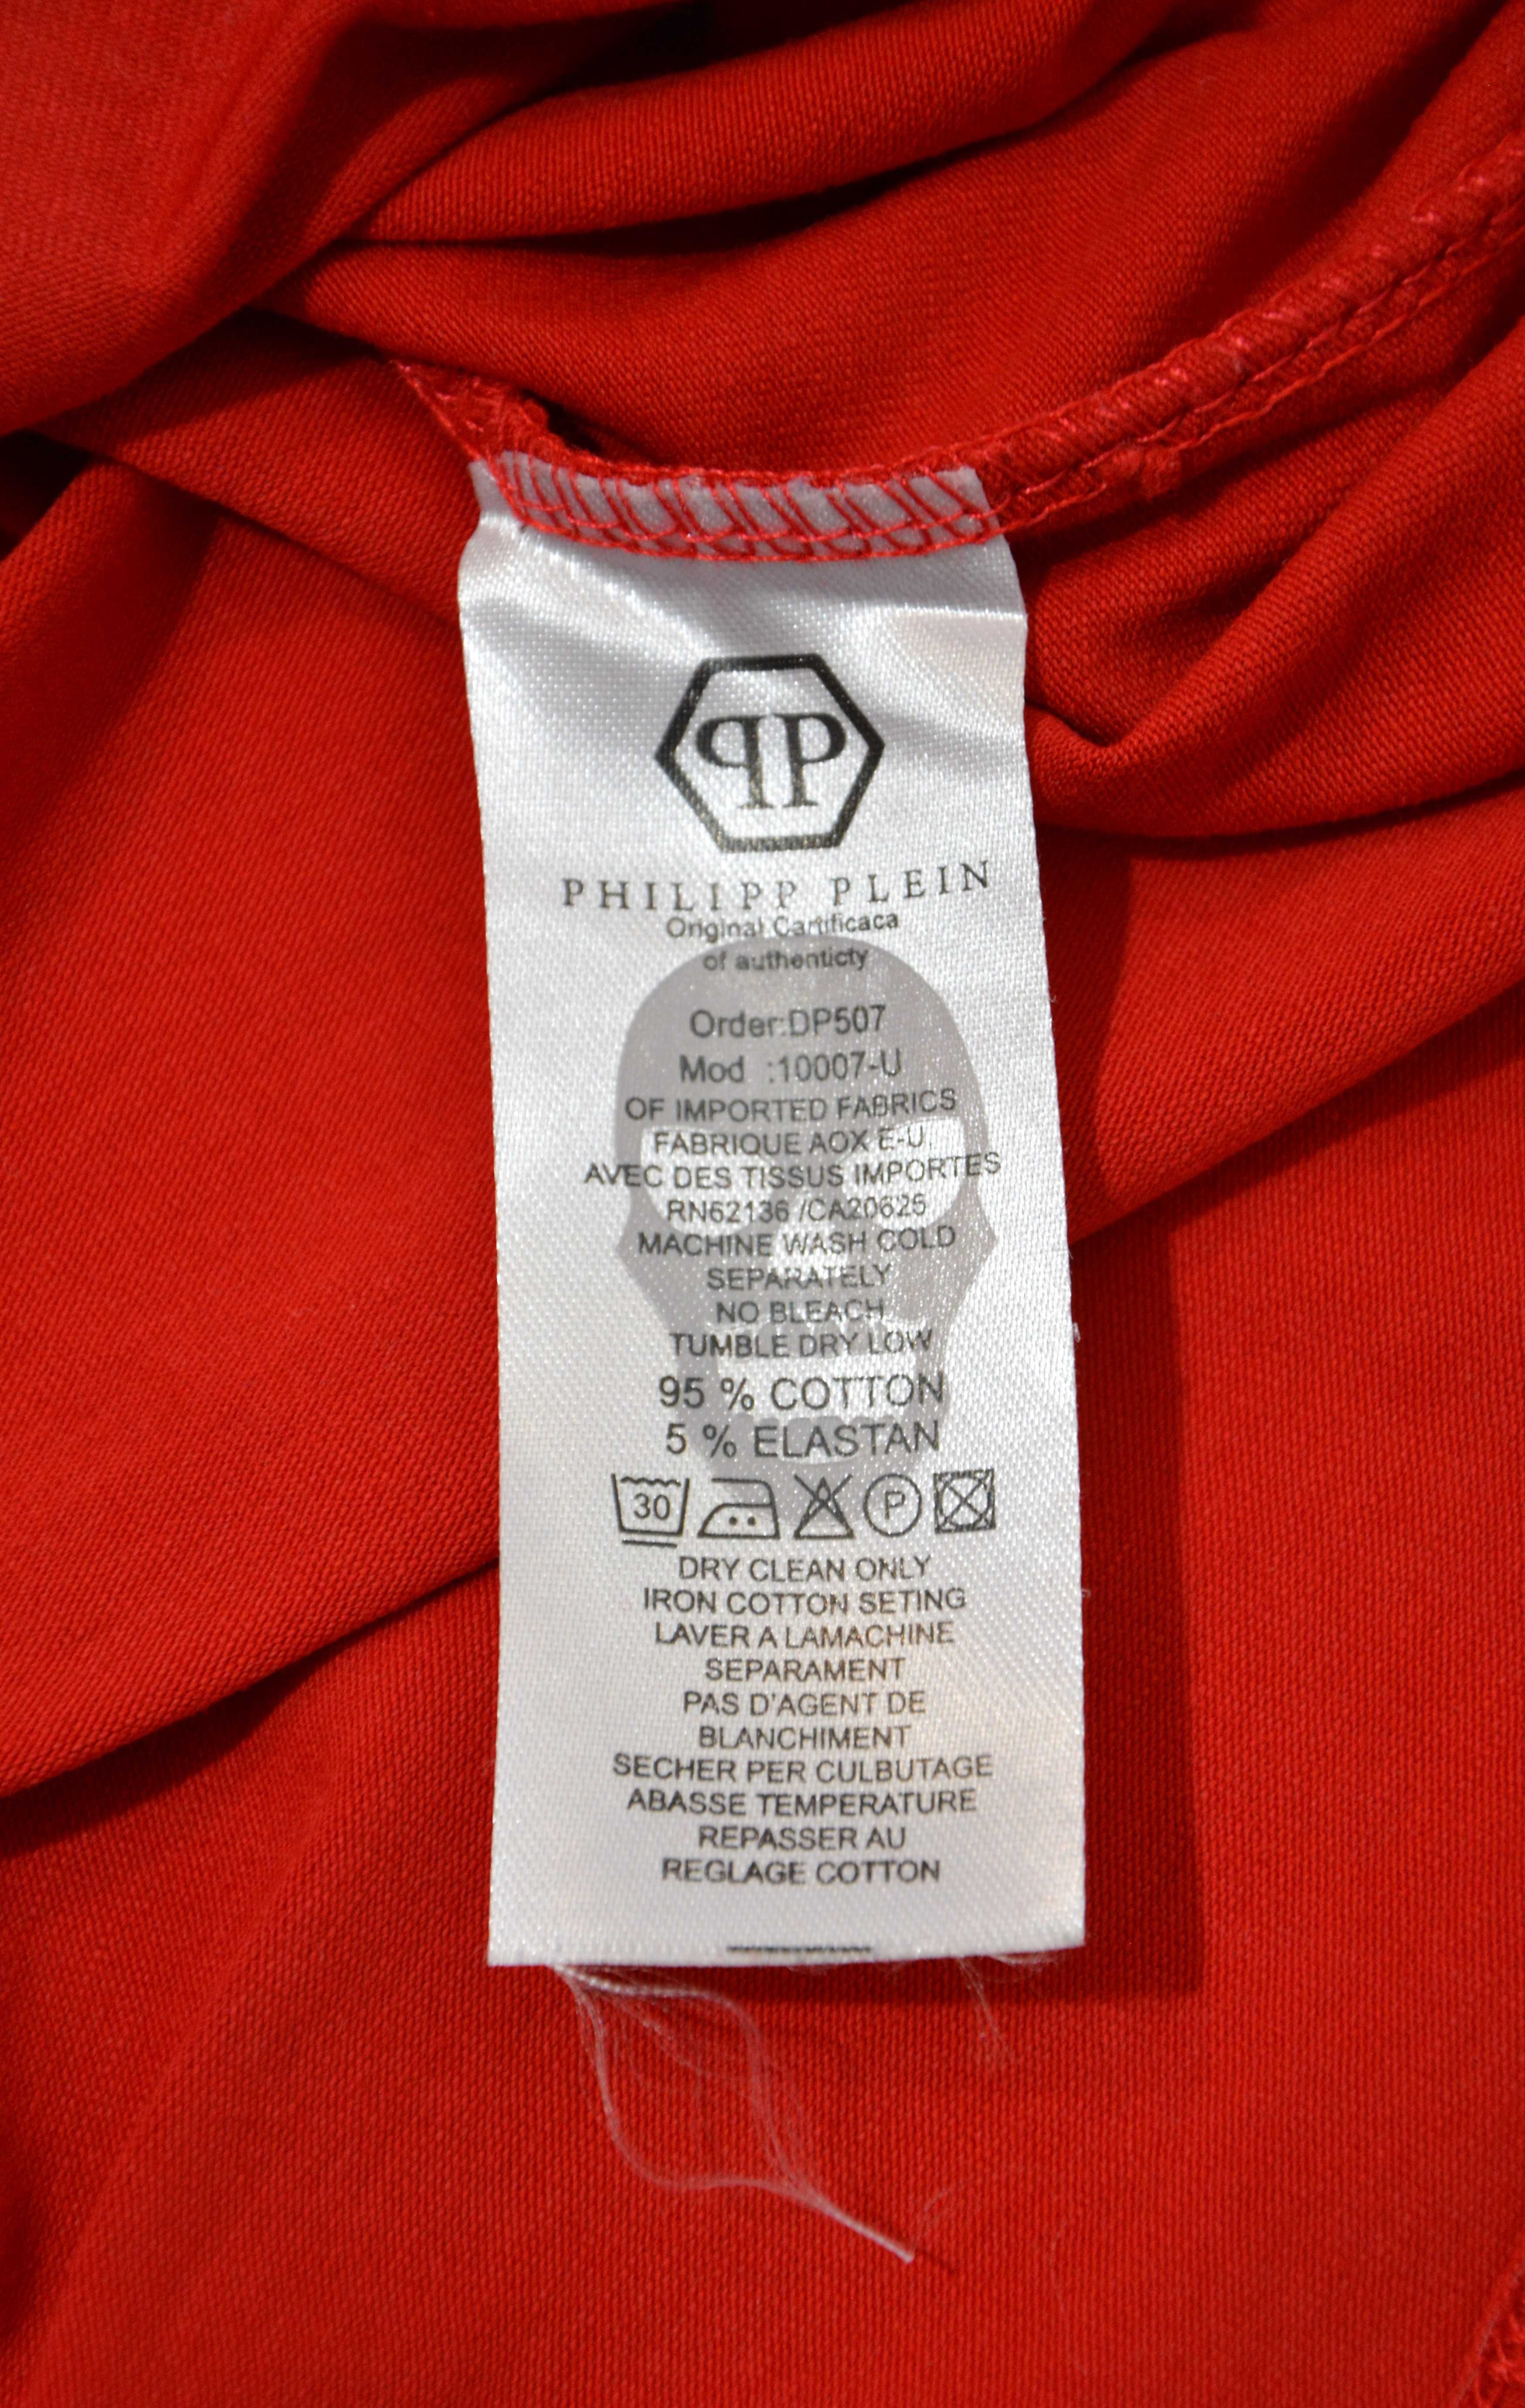 PP
PHILIPP PLEIN
Original Cartificaca
of authenticty
Order:DP507
Mod :10007-U
OF IMPORTED FABRICS
FABRIQUE AOX E-U.
AVEC DES TISSUS IMPORTES
RN62136 /CA20625
MACHINE WASH COLD
SEPARATELY
NO BLEACH
TUMBLE DRY LOW
95 % COTTON
5 % ELASTAN
30 P
DRY CLEAN ONLY
IRON COTTON SETING
LAVER A LAMACHINE
SEPARAMENT
PAS D'AGENT DE
BLANCHIMENT
SECHER PER CULBUTAGE
ABASSE TEMPERATURE
REPASSER AU
REGLAGE COTTON